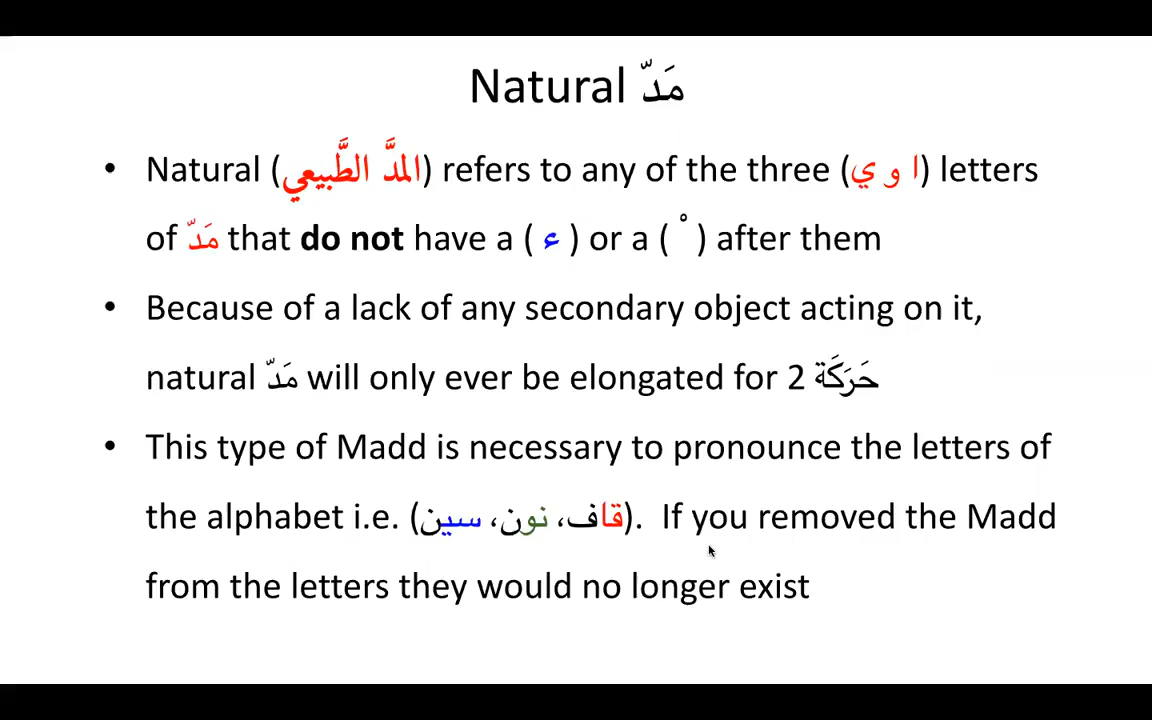 Natural مَدّ
• Natural (المدَّ الطَّبيعي) refers to any of the three (ا و ي) letters
of مَدّ that do not have a ( ء ) or a ( ْ ) after them
• Because of a lack of any secondary object acting on it,
natural مَدّ will only ever be elongated for 2 حَرَكَة
• This type of Madd is necessary to pronounce the letters of
the alphabet i.e. (قاف، نون، سين). If you removed the Madd
from the letters they would no longer exist